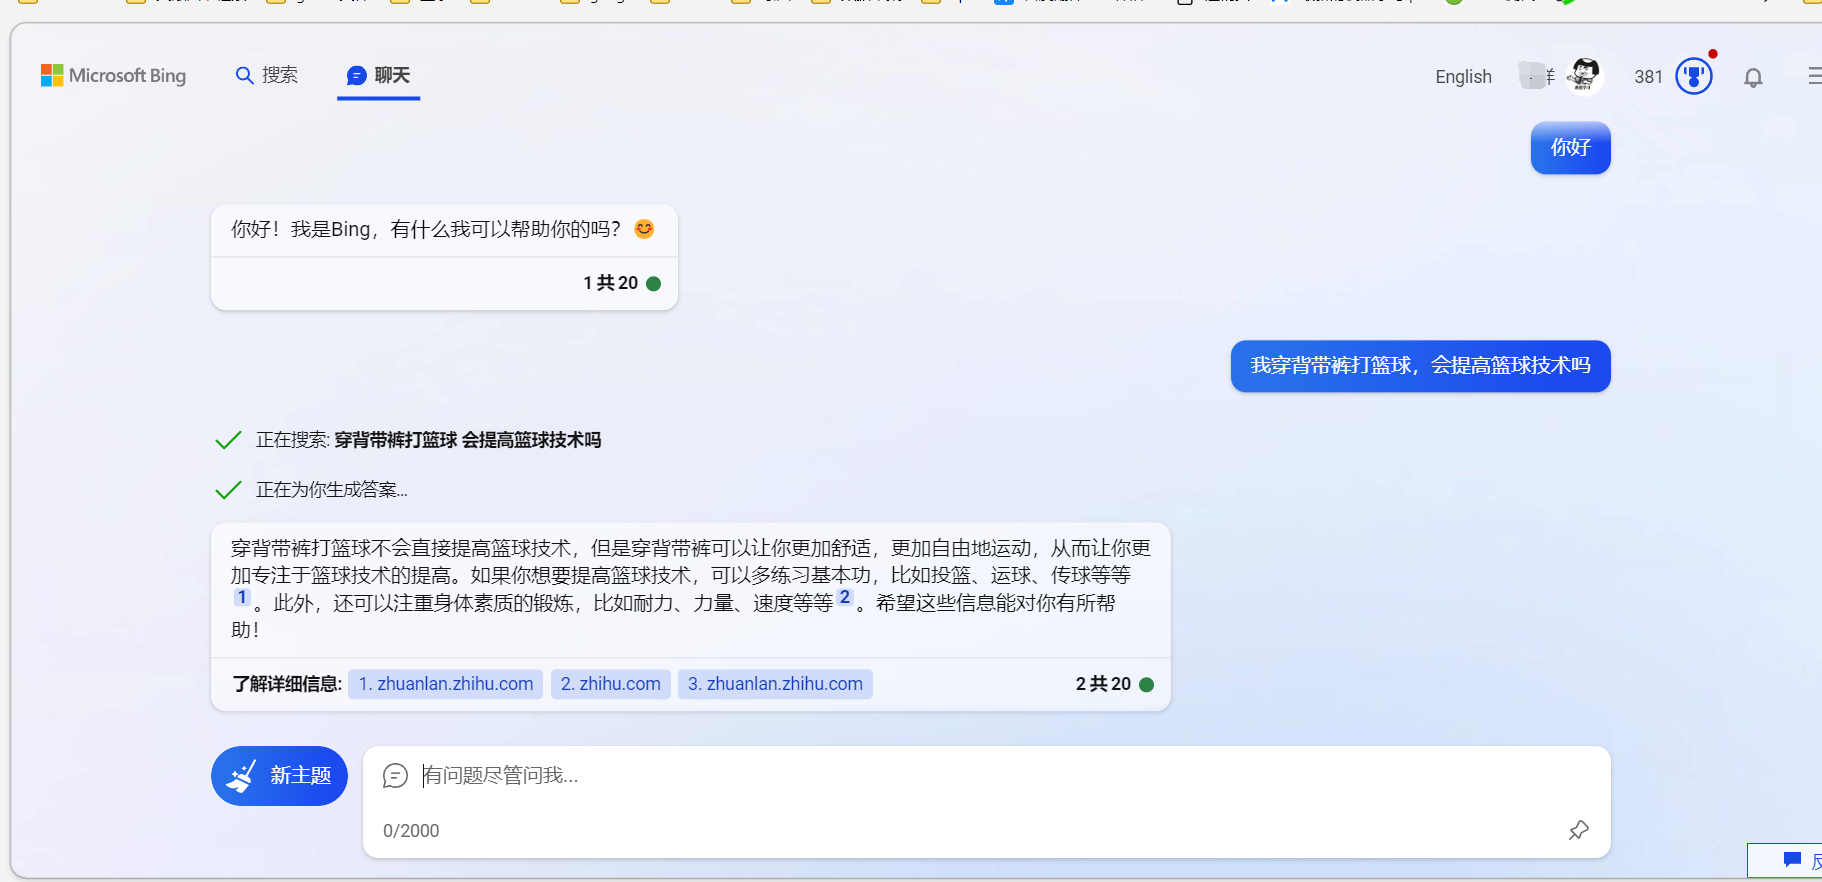 Microsoft Bing
搜索
聊天
English
381
你好
你好！我是Bing，有什么我可以帮助你的吗？
1 共 20
我穿背带裤打篮球，会提高篮球技术吗
正在搜索: 穿背带裤打篮球 会提高篮球技术吗
正在为你生成答案...
穿背带裤打篮球不会直接提高篮球技术，但是穿背带裤可以让你更加舒适，更加自由地运动，从而让你更
加专注于篮球技术的提高。如果你想要提高篮球技术，可以多练习基本功，比如投篮、运球、传球等等
1。此外，还可以注重身体素质的锻炼，比如耐力、力量、速度等等2。希望这些信息能对你有所帮
助！
了解详细信息: 1. zhuanlan.zhihu.com 2. zhihu.com 3. zhuanlan.zhihu.com 2 共 20
新主题
有问题尽管问我...
0/2000